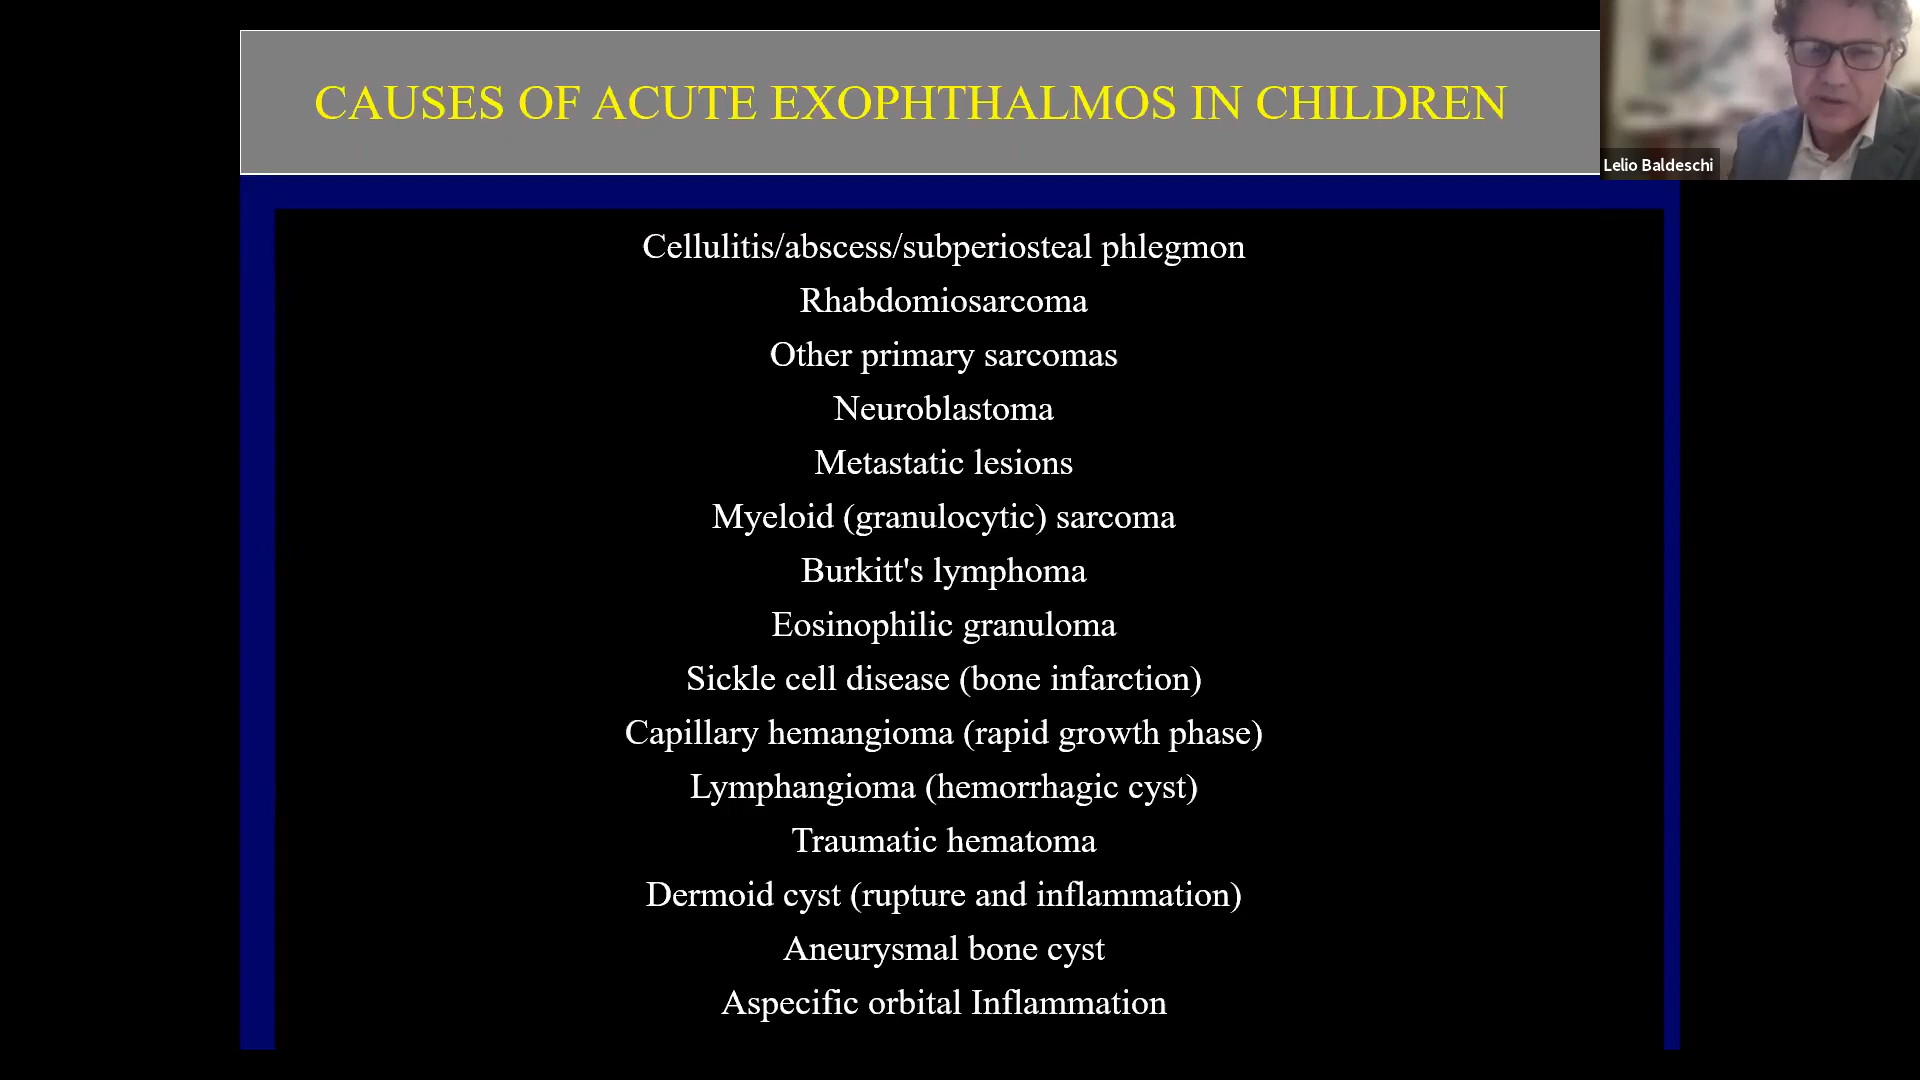 CAUSES OF ACUTE EXOPHTHALMOS IN CHILDREN
Lelio Baldeschi
Cellulitis/abscess/subperiosteal phlegmon
Rhabdomiosarcoma
Other primary sarcomas
Neuroblastoma
Metastatic lesions
Myeloid (granulocytic) sarcoma
Burkitt's lymphoma
Eosinophilic granuloma
Sickle cell disease (bone infarction)
Capillary hemangioma (rapid growth phase)
Lymphangioma (hemorrhagic cyst)
Traumatic hematoma
Dermoid cyst (rupture and inflammation)
Aneurysmal bone cyst
Aspecific orbital Inflammation